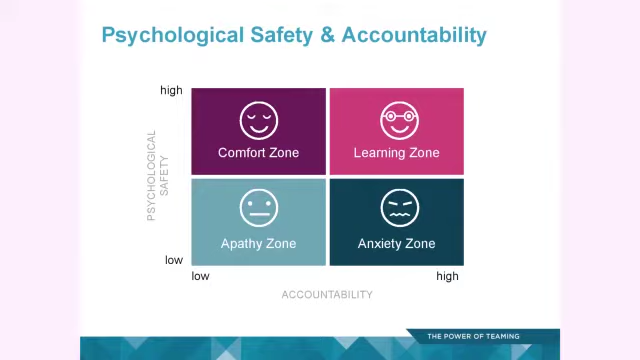 Psychological Safety & Accountability
high
Comfort Zone
Learning Zone
PSYCHOLOGICAL
SAFETY
Apathy Zone
Anxiety Zone
low
low
high
ACCOUNTABILITY
THE POWER OF TEAMING